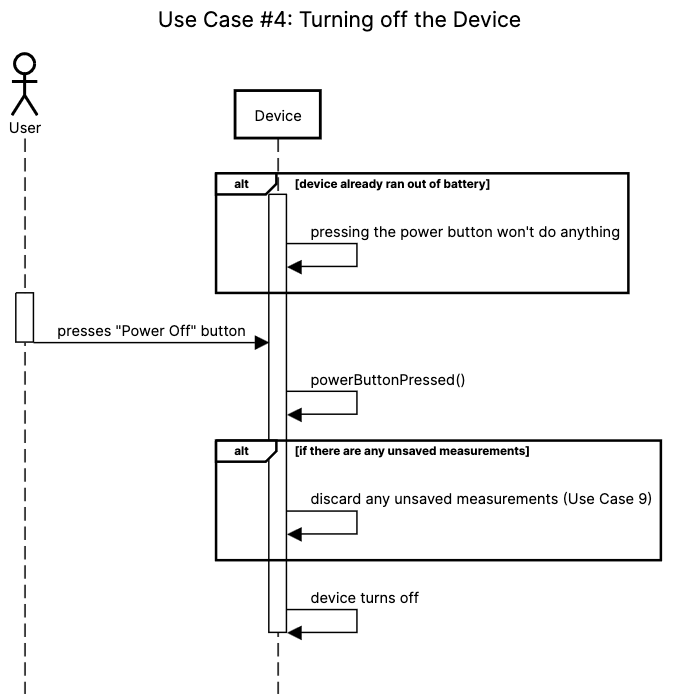 Use Case #4: Turning off the Device
User
Device
alt [device already ran out of battery]
pressing the power button won't do anything
presses "Power Off" button
powerButtonPressed()
alt [if there are any unsaved measurements]
discard any unsaved measurements (Use Case 9)
device turns off